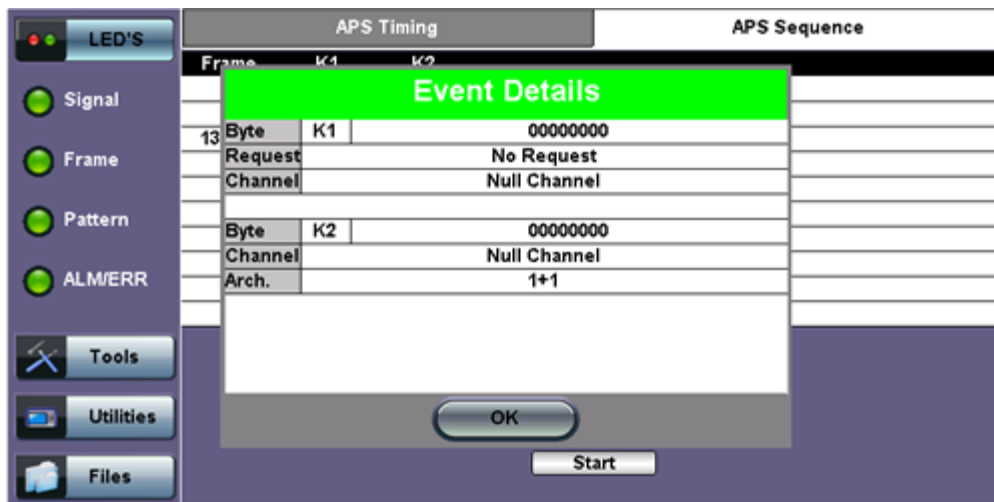 LED'S
APS Timing
APS Sequence
Frame K1 K2
Signal
Frame
Pattern
ALM/ERR
Tools
Utilities
Files
13
Event Details
Byte K1 00000000
Request No Request
Channel Null Channel
Byte K2 00000000
Channel Null Channel
Arch. 1+1
OK
Start